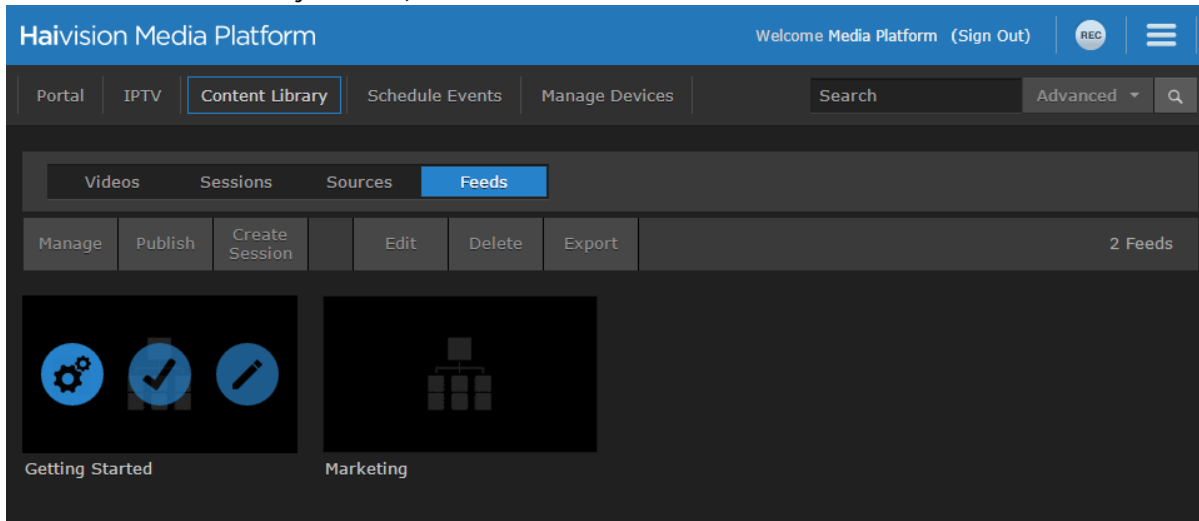 Haivision Media Platform
Welcome Media Platform (Sign Out)
REC
Portal
IPTV
Content Library
Schedule Events
Manage Devices
Search
Advanced
Videos
Sessions
Sources
Feeds
Manage
Publish
Create
Session
Edit
Delete
Export
2 Feeds
Getting Started
Marketing